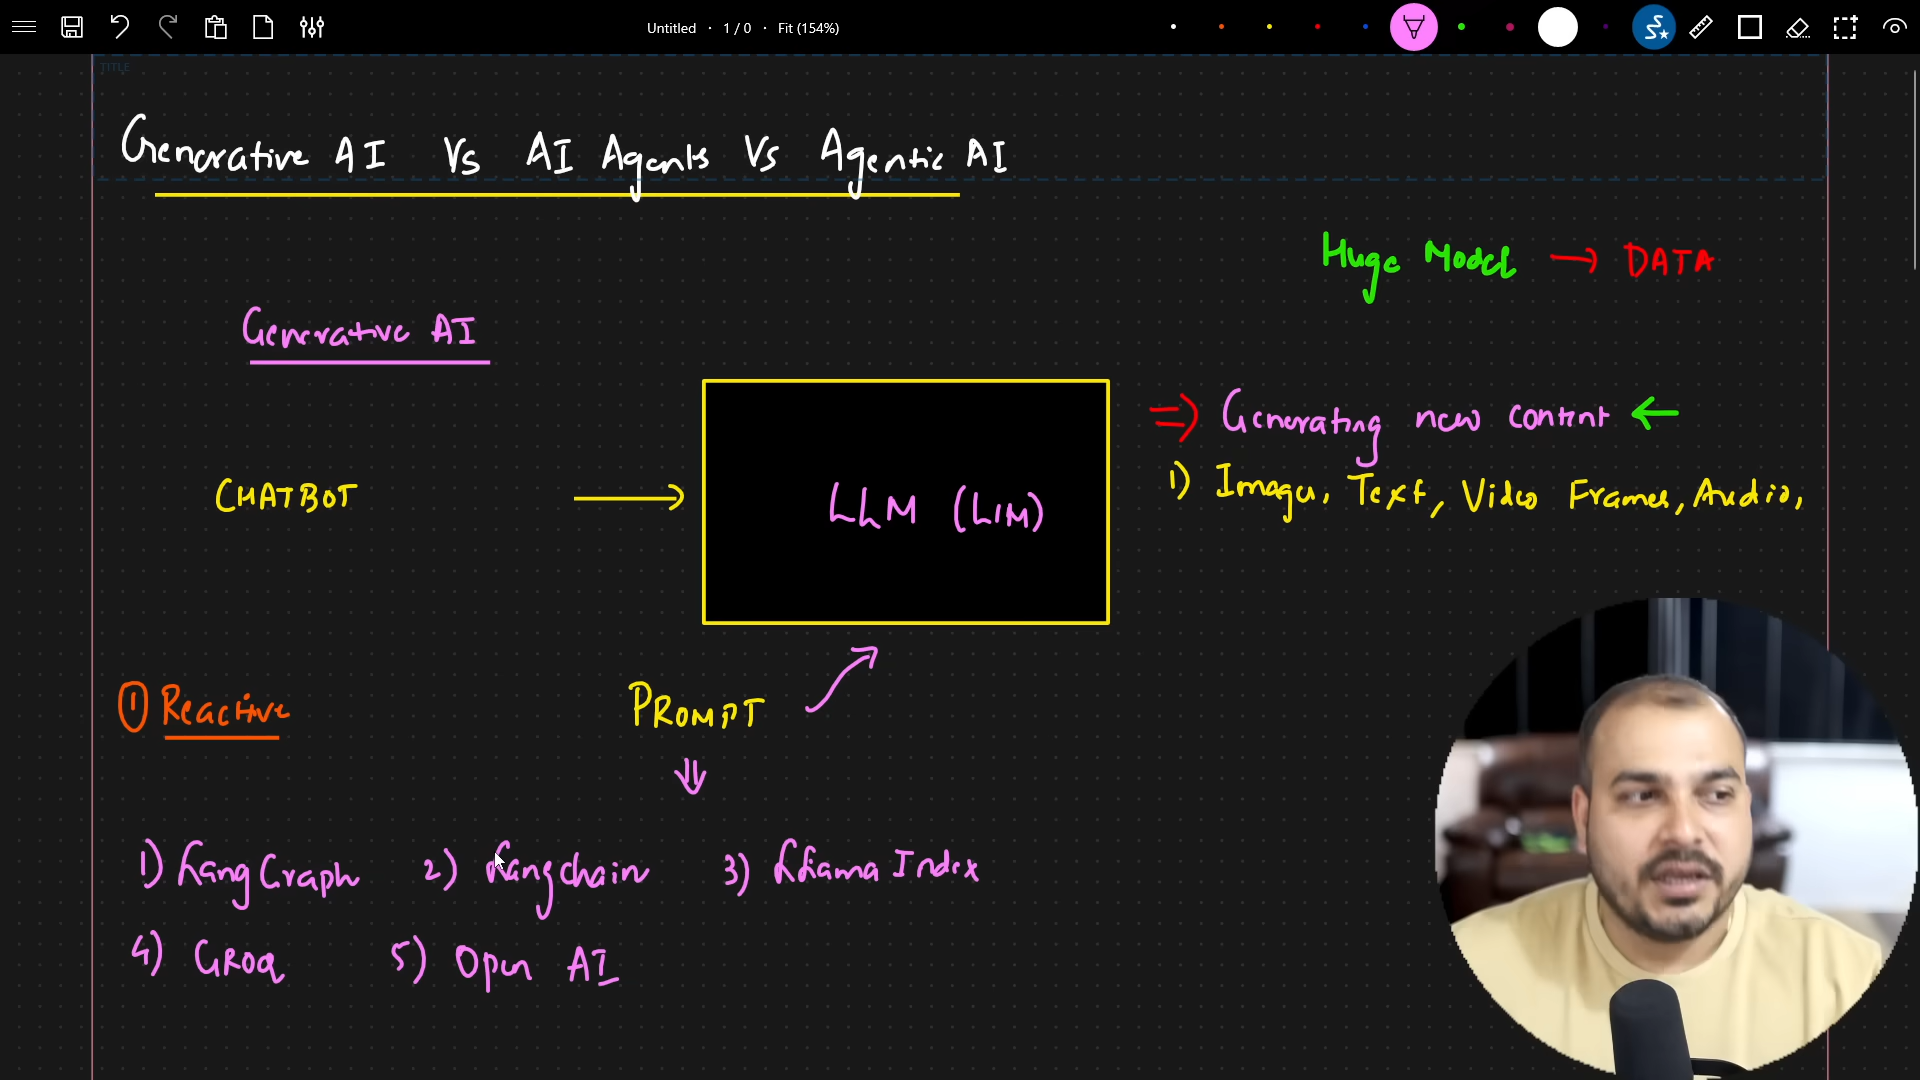 Untitled · 1 / 0 · Fit (154%)
TITLE
Generative AI Vs AI Agents Vs Agentic AI
Huge Model → DATA
Generative AI
⇒ Generating new content ←
CHATBOT → LLM (LIM)
1) Images, Text, Video Frames, Audio,
① Reactive
PROMPT
1) LangGraph 2) Langchain 3) LLama Index
4) GROQ 5) Open AI